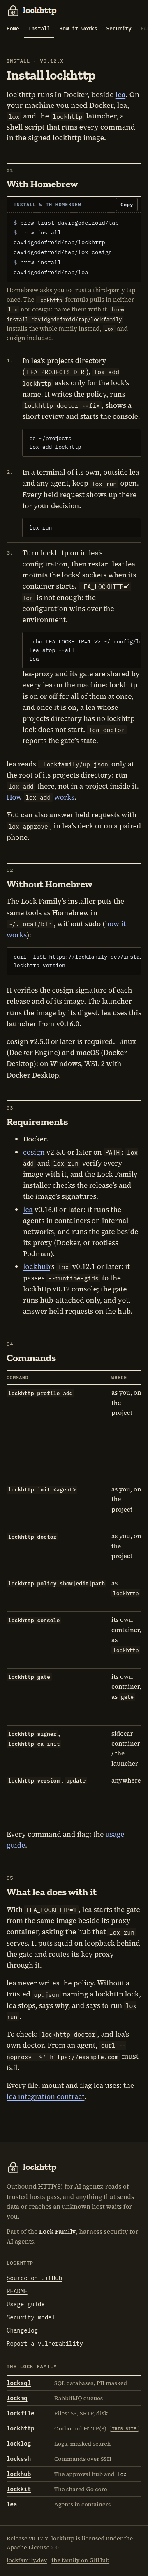 lockhttp
Home Install How it works Security
INSTALL · V0.12.X
Install lockhttp
lockhttp runs in Docker, beside lea. On
your machine you need Docker, lea,
lox and the lockhttp launcher, a
shell script that truns every command
in the signed lockhttp image.
01
With Homebrew
INSTALL WITH HOMEBREW Copy
$ brew trust davidgodefroid/tap
$ brew install
davidgodefroid/tap/lockhttp
davidgodefroid/tap/lox cosign
$ brew install
davidgodefroid/tap/lea
Homebrew asks you to trust a third-party tap
once. The lockhttp formula pulls in neither
lox nor cosign: name them with it. brew
install davidgodefroid/tap/lockfamily
installs the whole family instead, lox and
cosign included.
1. In lea's projects directory
(LEA_PROJECTS_DIR), lox add
lockhttp asks only for the lock's
name. It writes the policy, runs
lockhttp doctor --fix, shows a
short review and starts the console.
cd ~/projects
lox add lockhttp
2. In a terminal of its own, outside lea
and any agent, keep lox run open.
Every held request shows up there
for your decision.
lox run
3. Turn lockhttp on in lea's
configuration, then restart lea: lea
mounts the locks' sockets when its
container starts. LEA_LOCKHTTP=1
lea is not enough: the
configuration wins over the
environment.
echo LEA_LOCKHTTP=1 >> ~/.config/le
lea stop --all
lea
lea-proxy and its gate are shared by
every lea on the machine: lockhttp
is on or off for all of them at once,
and once it is on, a lea whose
projects directory has no lockhttp
lock does not start. lea doctor
reports the gate's state.
lea reads .lockfamily/up.json only at
the root of its projects directory: run
lox add there, not in a project inside it.
How lox add works.
You can also answer held requests with
lox approve, in lea's deck or on a paired
phone.
02
Without Homebrew
The Lock Family's installer puts the
same tools as Homebrew in
~/.local/bin, without sudo (how it
works):
curl -fsSL https://lockfamily.dev/instal
lockhttp version
It verifies the cosign signature of each
release and of its image. The launcher
runs the image by its digest. It needs this
launcher from v0.16.0.
cosign v2.5.0 or later is required. Linux
(Docker Engine) and macOS (Docker
Desktop); on Windows, WSL 2 with
Docker Desktop.
03
Requirements
• Docker.
• cosign v2.5.0 or later on PATH: lox
add and lox run verify every
image with it, and the Lock Family
installer checks the release's and
the image's signatures.
• lea v0.16.0 or later: it runs the
agents in containers on internal
networks, and runs the gate beside
its proxy (Docker, or rootless
Podman).
• lockhub's lox v0.12.1 or later: it
passes --runtime-gids to the
lockhttp v0.12 console; the gate
runs hub-attached only, and you
answer held requests on the hub.
04
Commands
COMMAND WHERE
lockhttp profile add as you, on
the
project
lockhttp init <agent> as you, on
the
project
lockhttp doctor as you, on
the
project
lockhttp policy show|edit|path as
lockhttp
lockhttp console its own
container,
as
lockhttp
lockhttp gate its own
container,
as gate
lockhttp signer,
lockhttp ca init sidecar
container
/ the
launcher
lockhttp version, update anywhere
Every command and flag: the usage
guide.
05
What lea does with it
With LEA_LOCKHTTP=1, lea starts the gate
from the same image beside its proxy
container, asking the hub that lox run
serves. It puts squid on loopback behind
the gate and routes its key proxy
through it.
lea never writes the policy. Without a
trusted up.json naming a lockhttp lock,
lea stops, says why, and says to run lox
run.
To check: lockhttp doctor, and lea's
own doctor. From an agent, curl --
noproxy '*' https://example.com must
fail.
Every file, mount and flag lea uses: the
lea integration contract.
lockhttp
Outbound HTTP(S) for AI agents: reads of
trusted hosts pass, and anything that sends
data or reaches an unknown host waits for
you.
Part of the Lock Family, harness security for
AI agents.
LOCKHTTP
Source on GitHub
README
Usage guide
Security model
Changelog
Report a vulnerability
THE LOCK FAMILY
locksql SQL databases, PII masked
lockmq RabbitMQ queues
lockfile Files: S3, SFTP, disk
lockhttp Outbound HTTP(S) THIS SITE
locklog Logs, masked search
lockssh Commands over SSH
lockhub The approval hub and lox
lockkit The shared Go core
lea Agents in containers
Release v0.12.x. lockhttp is licensed under the
Apache License 2.0.
lockfamily.dev · the family on GitHub